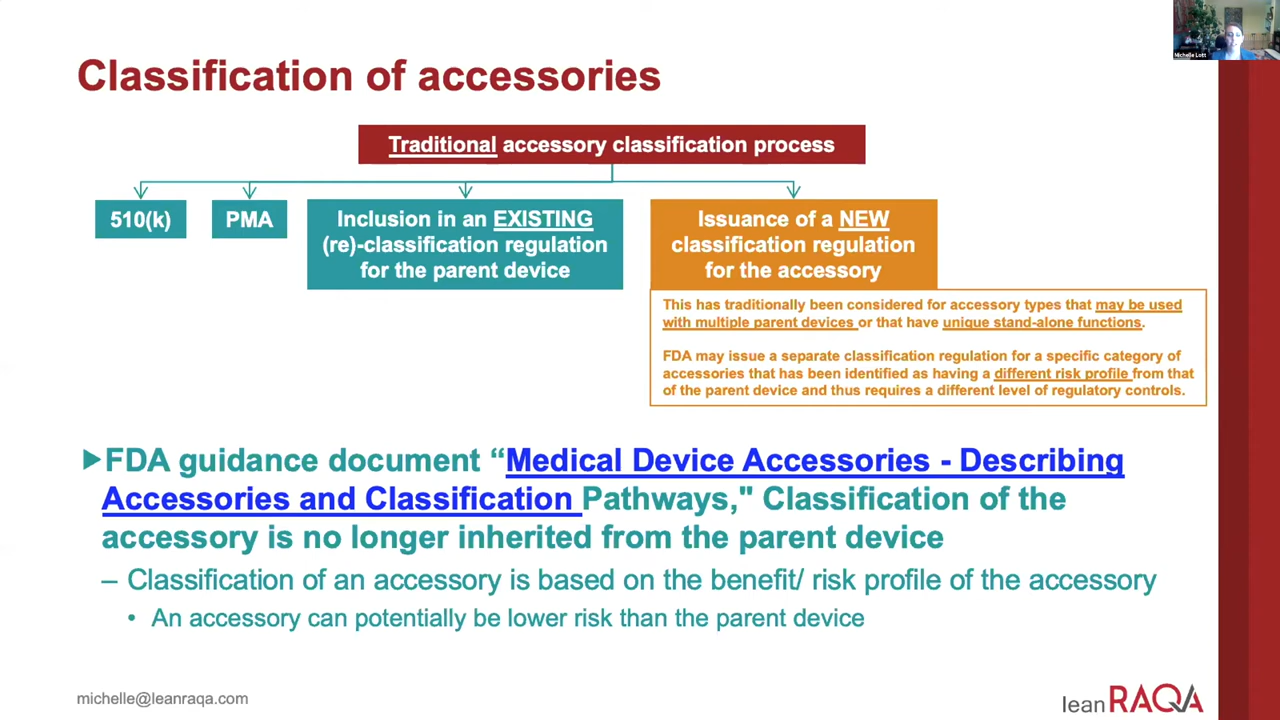 Michelle Lott
Classification of accessories
Traditional accessory classification process
510(k)
PMA
Inclusion in an EXISTING
(re)-classification regulation
for the parent device
Issuance of a NEW
classification regulation
for the accessory
This has traditionally been considered for accessory types that may be used
with multiple parent devices or that have unique stand-alone functions.
FDA may issue a separate classification regulation for a specific category of
accessories that has been identified as having a different risk profile from that
of the parent device and thus requires a different level of regulatory controls.
FDA guidance document “Medical Device Accessories - Describing
Accessories and Classification Pathways," Classification of the
accessory is no longer inherited from the parent device
– Classification of an accessory is based on the benefit/ risk profile of the accessory
• An accessory can potentially be lower risk than the parent device
michelle@leanraqa.com
lean RAQA